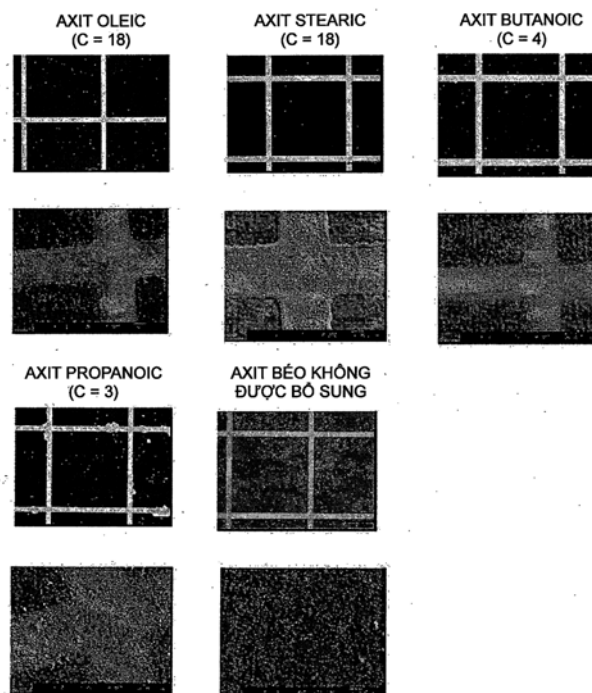 AXIT OLEIC
(C = 18)
AXIT STEARIC
(C = 18)
AXIT BUTANOIC
(C = 4)
AXIT PROPANOIC
(C = 3)
AXIT BÉO KHÔNG
ĐƯỢC BỔ SUNG